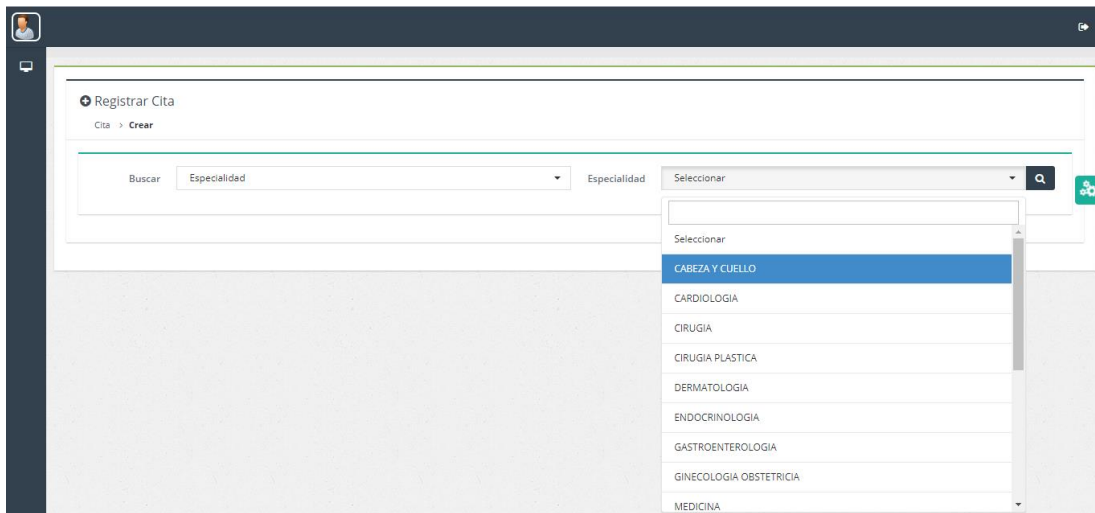 Registrar Cita
Cita > Crear
Buscar Especialidad Especialidad Seleccionar
Seleccionar
CABEZA Y CUELLO
CARDIOLOGIA
CIRUGIA
CIRUGIA PLASTICA
DERMATOLOGIA
ENDOCRINOLOGIA
GASTROENTEROLOGIA
GINECOLOGIA OBSTETRICIA
MEDICINA